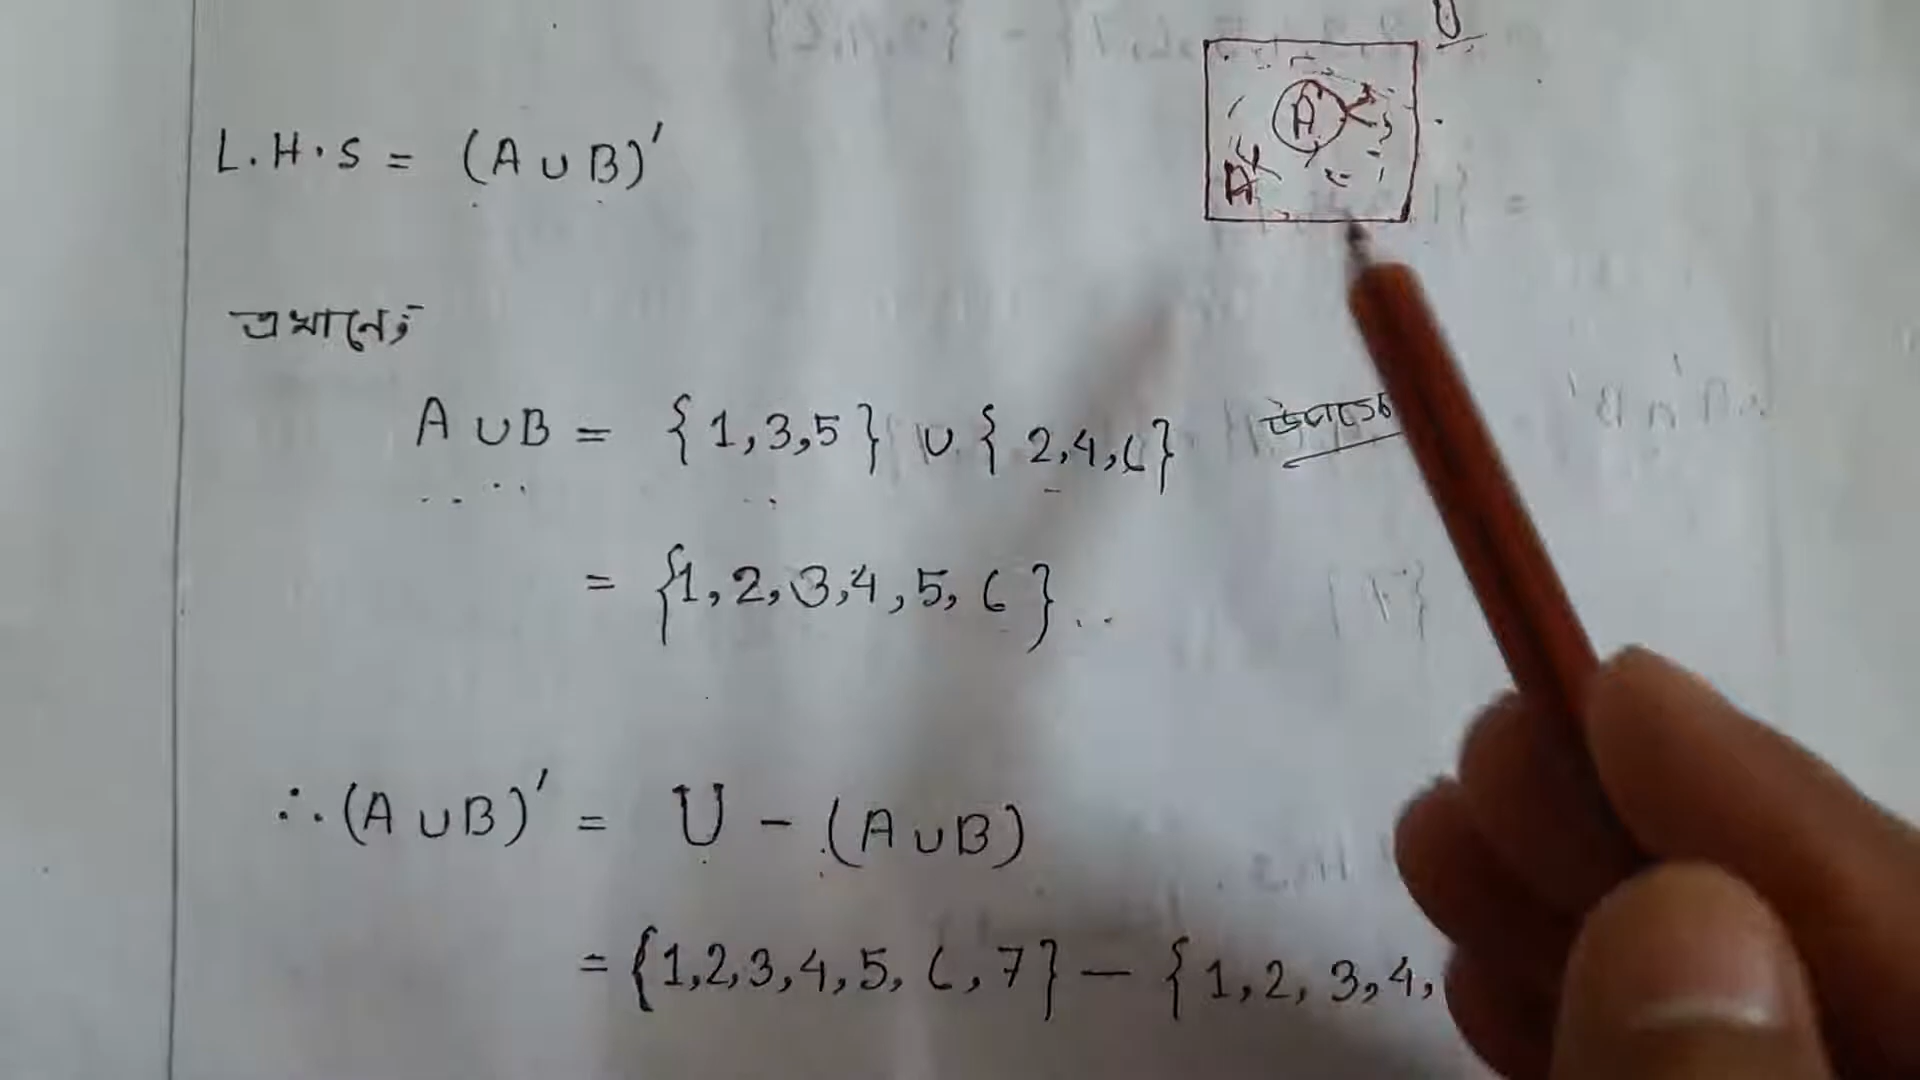 U
A
A'
L.H.S = (A ∪ B)'
এখানে,
A ∪ B = {1,3,5} ∪ {2,4,6}
= {1,2,3,4,5,6}
∴ (A ∪ B)' = U - (A ∪ B)
= {1,2,3,4,5,6,7} - {1,2,3,4,